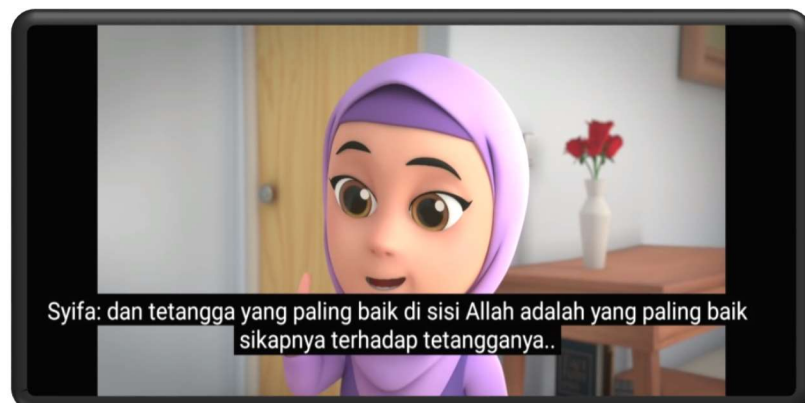 Syifa: dan tetangga yang paling baik di sisi Allah adalah yang paling baik
sikapnya terhadap tetangganya..